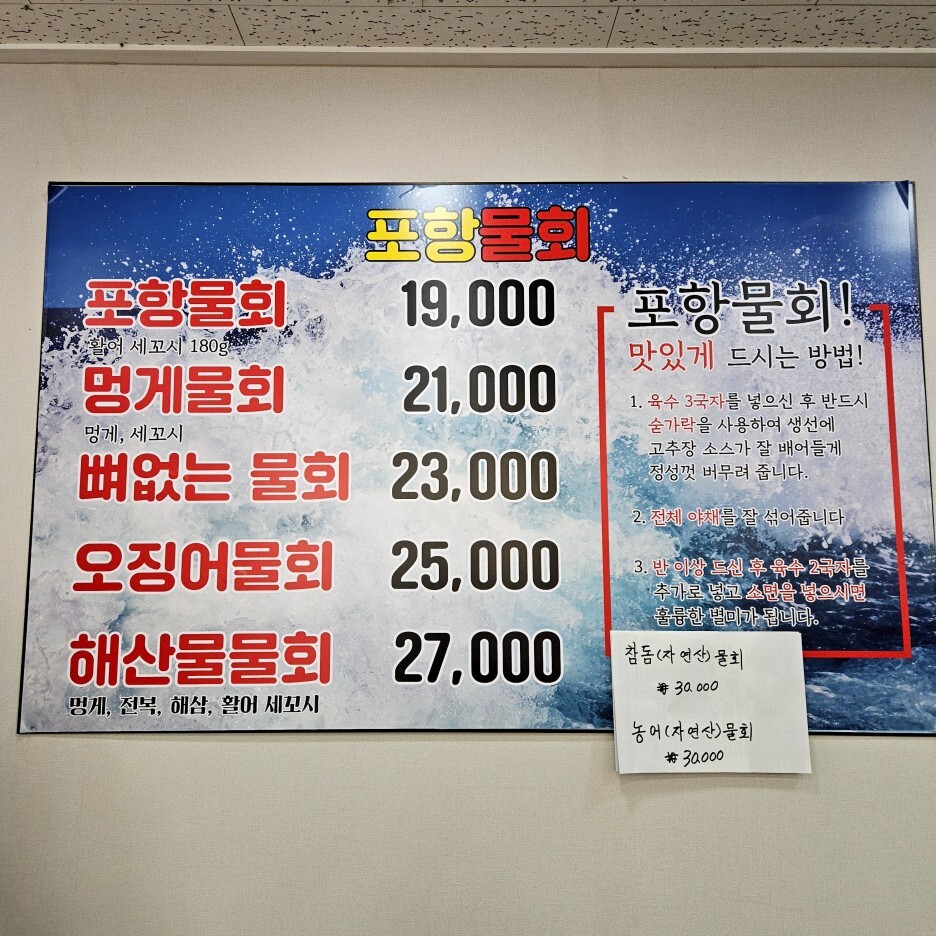 포항물회
포항물회 19,000
활어 세꼬시 180g
멍게물회 21,000
멍게, 세꼬시
뼈없는 물회 23,000
오징어물회 25,000
해산물물회 27,000
멍게, 전복, 해삼, 활어 세꼬시
포항물회!
맛있게 드시는 방법!
1. 육수 3국자를 넣으신 후 반드시
숟가락을 사용하여 생선에
고추장 소스가 잘 배어들게
정성껏 버무려 줍니다.
2. 전체 야채를 잘 섞어줍니다
3. 반 이상 드신 후 육수 2국자를
추가로 넣고 소면을 넣으시면
훌륭한 별미가 됩니다.
참돔(자연산)물회
₩30.000
농어(자연산)물회
₩30.000